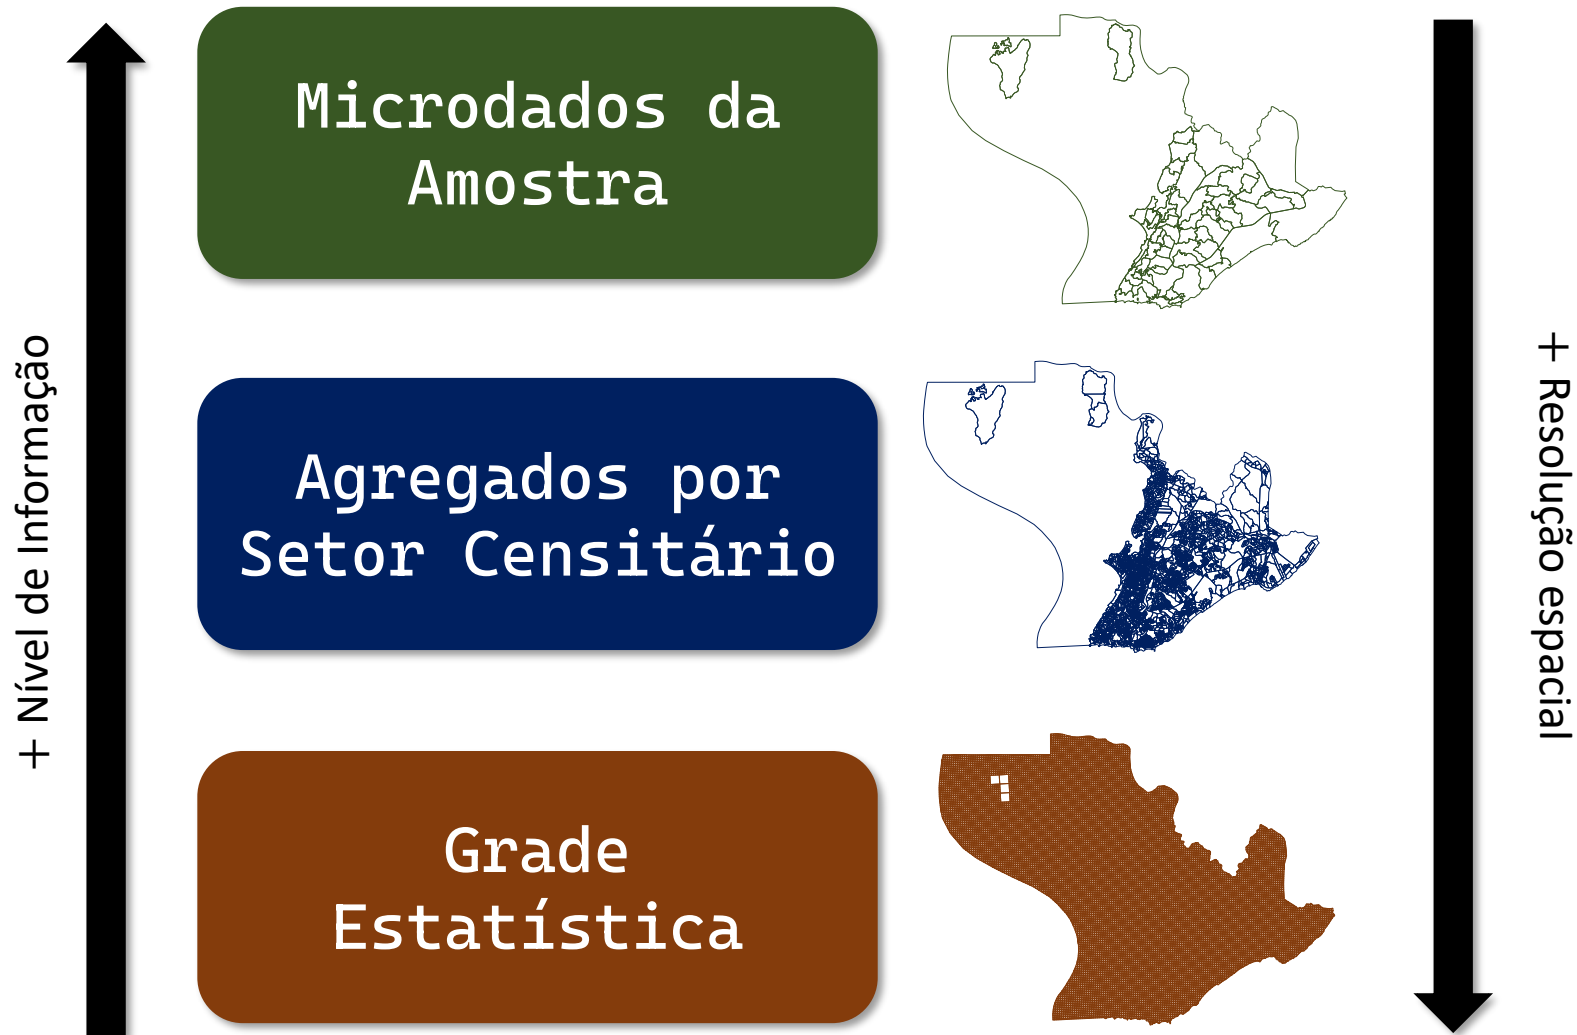 Microdados da
Amostra
+ Nível de Informação
Agregados por
Setor Censitário
+ Resolução espacial
Grade
Estatística